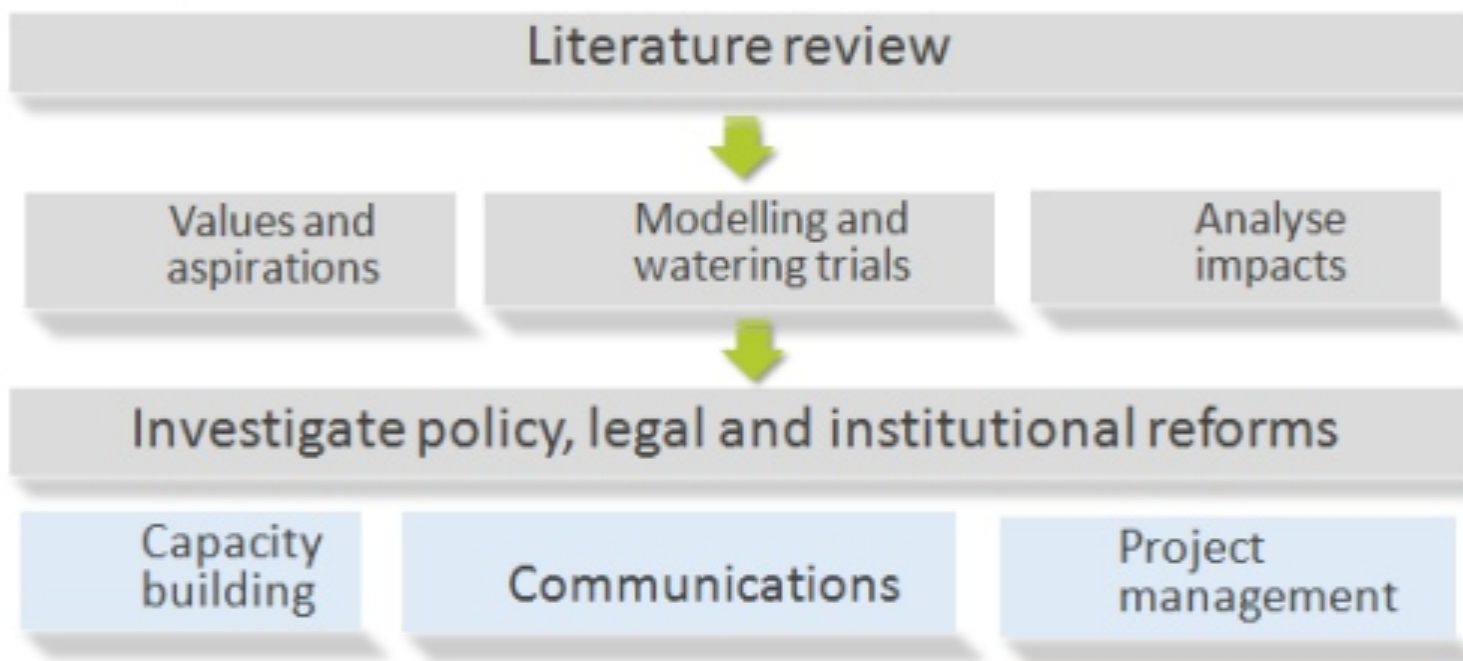 Literature review
Values and
aspirations
Modelling and
watering trials
Analyse
impacts
Investigate policy, legal and institutional reforms
Capacity
building
Communications
Project
management